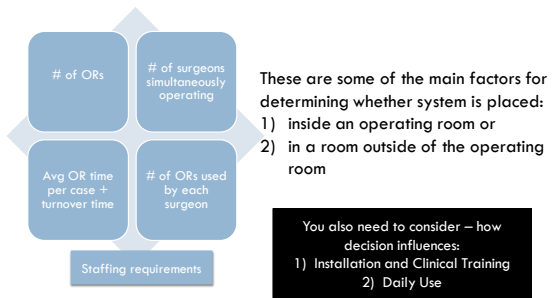 # of ORs
# of surgeons
simultaneously
operating
Avg OR time
per case +
turnover time
# of ORs used
by each
surgeon
Staffing requirements
These are some of the main factors for
determining whether system is placed:
1) inside an operating room or
2) in a room outside of the operating
room
You also need to consider – how
decision influences:
1) Installation and Clinical Training
2) Daily Use